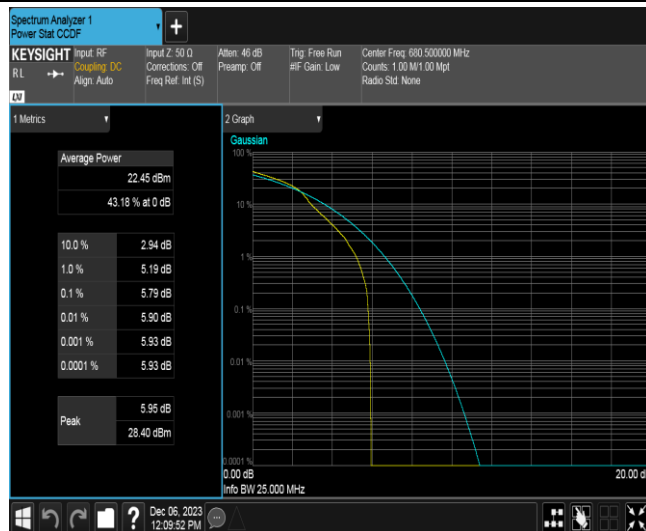 Spectrum Analyzer 1
Power Stat CCDF
+
KEYSIGHT Input: RF Input Z: 50 Ω Atten: 46 dB Trig: Free Run Center Freq: 680.500000 MHz
RL Coupling: DC Corrections: Off Preamp: Off #IF Gain: Low Counts: 1.00 M/1.00 Mpt
Align: Auto Freq Ref: Int (S) Radio Std: None
LXI
1 Metrics
Average Power
22.45 dBm
43.18 % at 0 dB
10.0 % 2.94 dB
1.0 % 5.19 dB
0.1 % 5.79 dB
0.01 % 5.90 dB
0.001 % 5.93 dB
0.0001 % 5.93 dB
Peak 5.95 dB
28.40 dBm
2 Graph
Gaussian
100 %
10 %
1 %
0.1 %
0.01 %
0.001 %
0.0001 %
0.00 dB 20.00 d
Info BW 25.000 MHz
? Dec 06, 2023
12:09:52 PM